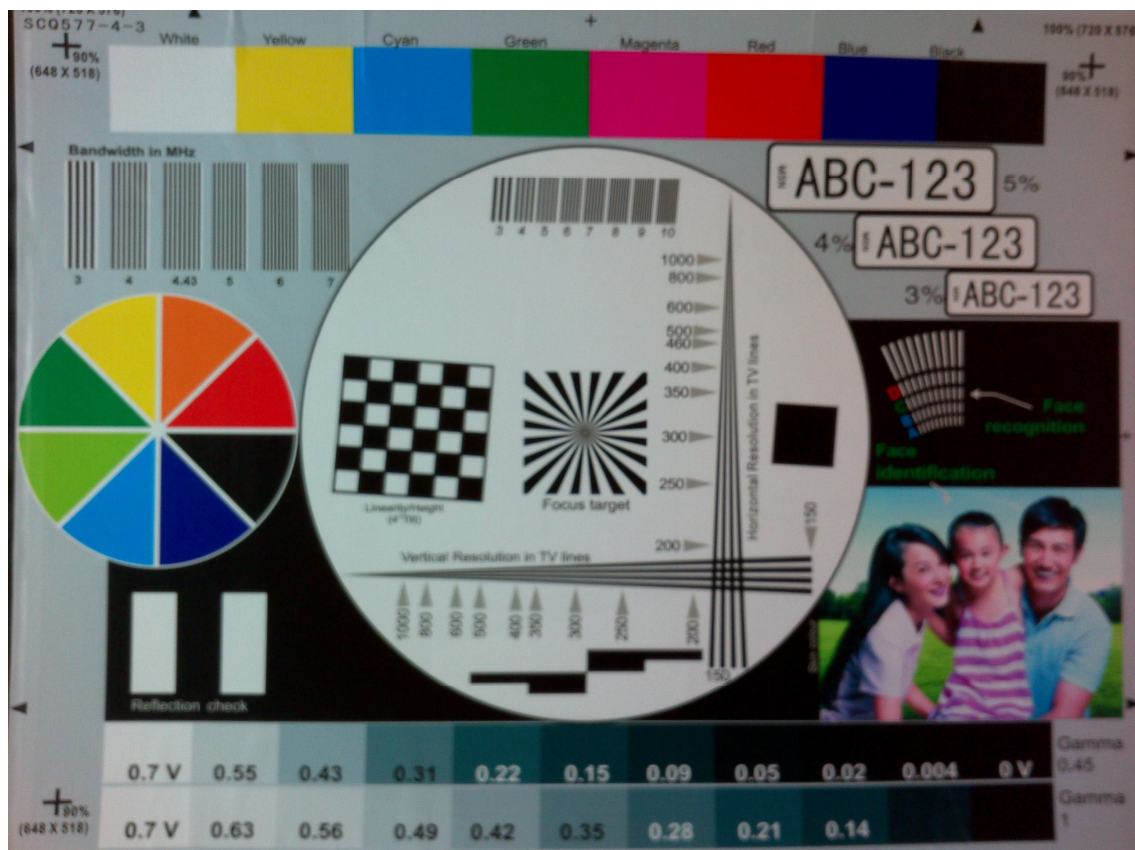 100% (720 X 576)
SCQ577-4-3
100% (720 X 576
White Yellow Cyan Green Magenta Red Blue Black
90%
(648 X 518)
90%
(648 X 518)
Bandwidth in MHz
3 4 4.43 5 6 7
3 4 5 6 7 8 9 10
MSN ABC-123 5%
4% MSN ABC-123
3% ABC-123
1000
800
600
500
460
400
350
300
250
200
Horizontal Resolution in TV lines
150
Linearity/Height
Focus target
Vertical Resolution in TV lines
1000 800 600 500 400 350 300 250 200
150
Face
recognition
Face
identification
Reflection check
0.7 V 0.55 0.43 0.31 0.22 0.15 0.09 0.05 0.02 0.004 0 V
Gamma
0.45
90%
(648 X 518)
0.7 V 0.63 0.56 0.49 0.42 0.35 0.28 0.21 0.14
Gamma
1